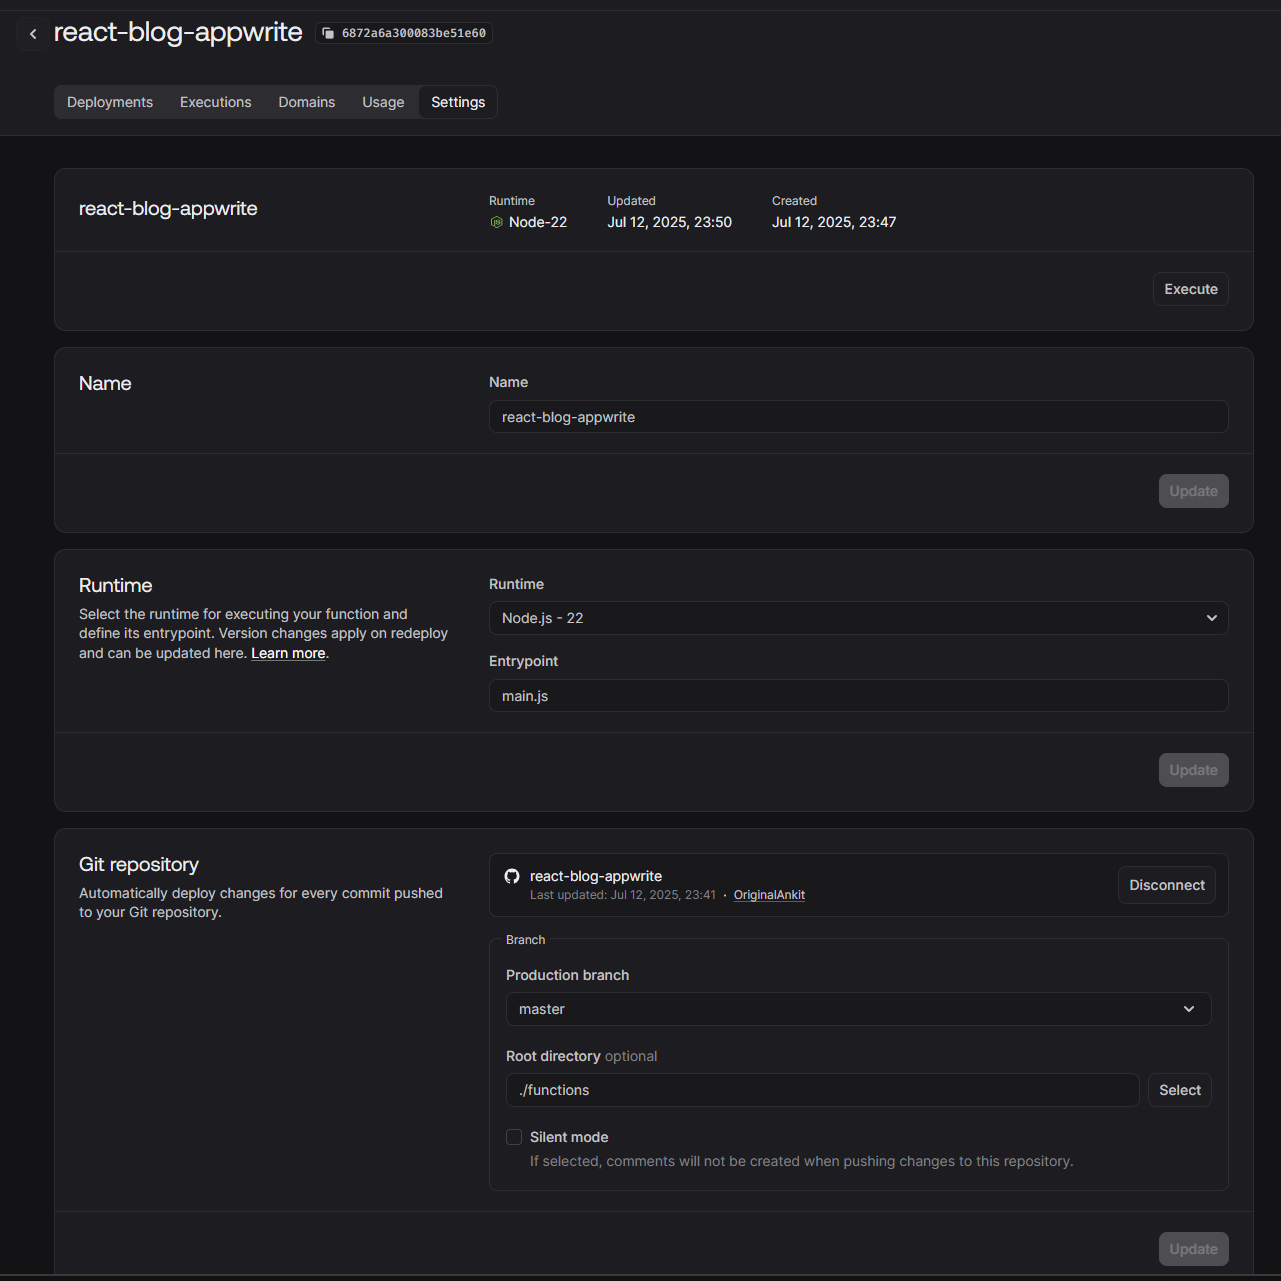 react-blog-appwrite 6872a6a300083be51e60
Deployments Executions Domains Usage Settings
react-blog-appwrite
Runtime Updated Created
Node-22 Jul 12, 2025, 23:50 Jul 12, 2025, 23:47
Execute
Name
Name
react-blog-appwrite
Update
Runtime
Select the runtime for executing your function and
define its entrypoint. Version changes apply on redeploy
and can be updated here. Learn more.
Runtime
Node.js - 22
Entrypoint
main.js
Update
Git repository
Automatically deploy changes for every commit pushed
to your Git repository.
react-blog-appwrite
Last updated: Jul 12, 2025, 23:41 · OriginalAnkit
Disconnect
Branch
Production branch
master
Root directory optional
./functions
Select
Silent mode
If selected, comments will not be created when pushing changes to this repository.
Update